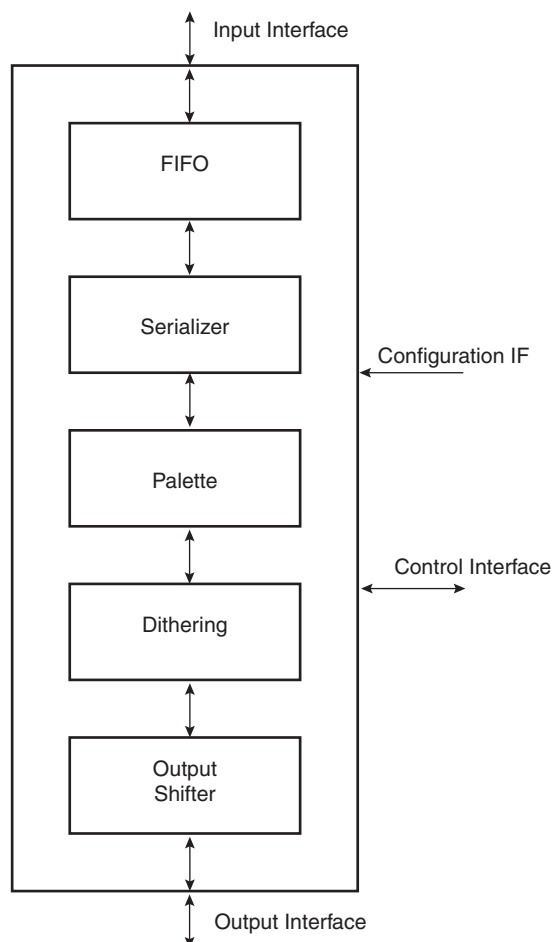 Input Interface
FIFO
Serializer
Configuration IF
Palette
Control Interface
Dithering
Output
Shifter
Output Interface